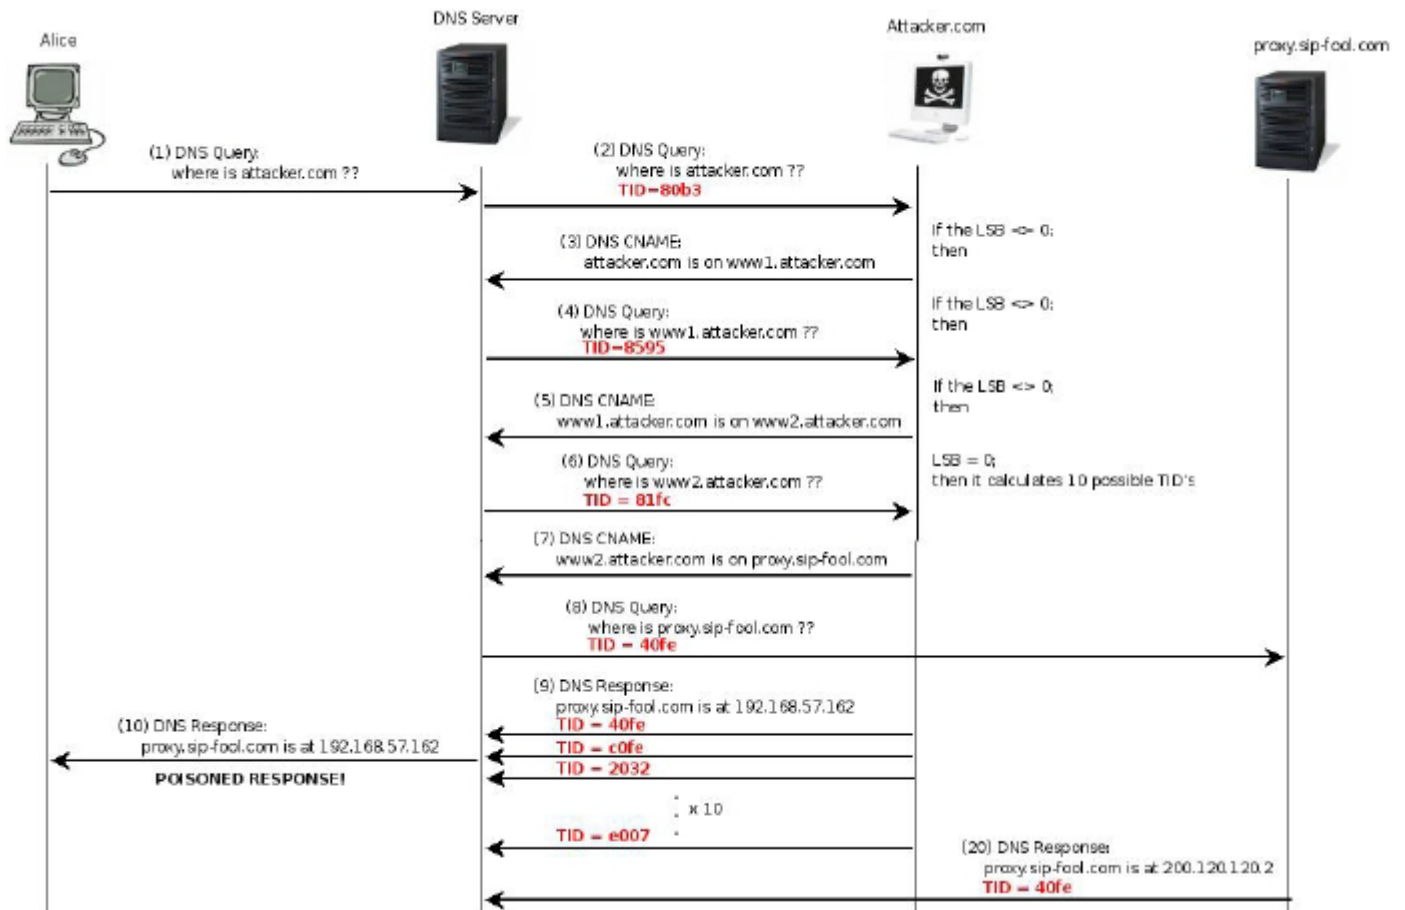 Alice
DNS Server
Attacker.com
proxy.sip-fool.com
(1) DNS Query:
where is attacker.com ??
(2) DNS Query:
where is attacker.com ??
TID=80b3
If the LSB <> 0;
then
(3) DNS CNAME:
attacker.com is on www1.attacker.com
If the LSB <> 0;
then
(4) DNS Query:
where is www1.attacker.com ??
TID=8595
If the LSB <> 0;
then
(5) DNS CNAME:
www1.attacker.com is on www2.attacker.com
LSB = 0;
then it calculates 10 possible TID's
(6) DNS Query:
where is www2.attacker.com ??
TID = 81fc
(7) DNS CNAME:
www2.attacker.com is on proxy.sip-fool.com
(8) DNS Query:
where is proxy.sip-fool.com ??
TID = 40fe
(9) DNS Response:
proxy.sip-fool.com is at 192.168.57.162
TID = 40fe
TID = c0fe
TID = 2032
(10) DNS Response:
proxy.sip-fool.com is at 192.168.57.162
POISONED RESPONSE!
x 10
TID = e007
(20) DNS Response:
proxy.sip-fool.com is at 200.120.120.2
TID = 40fe